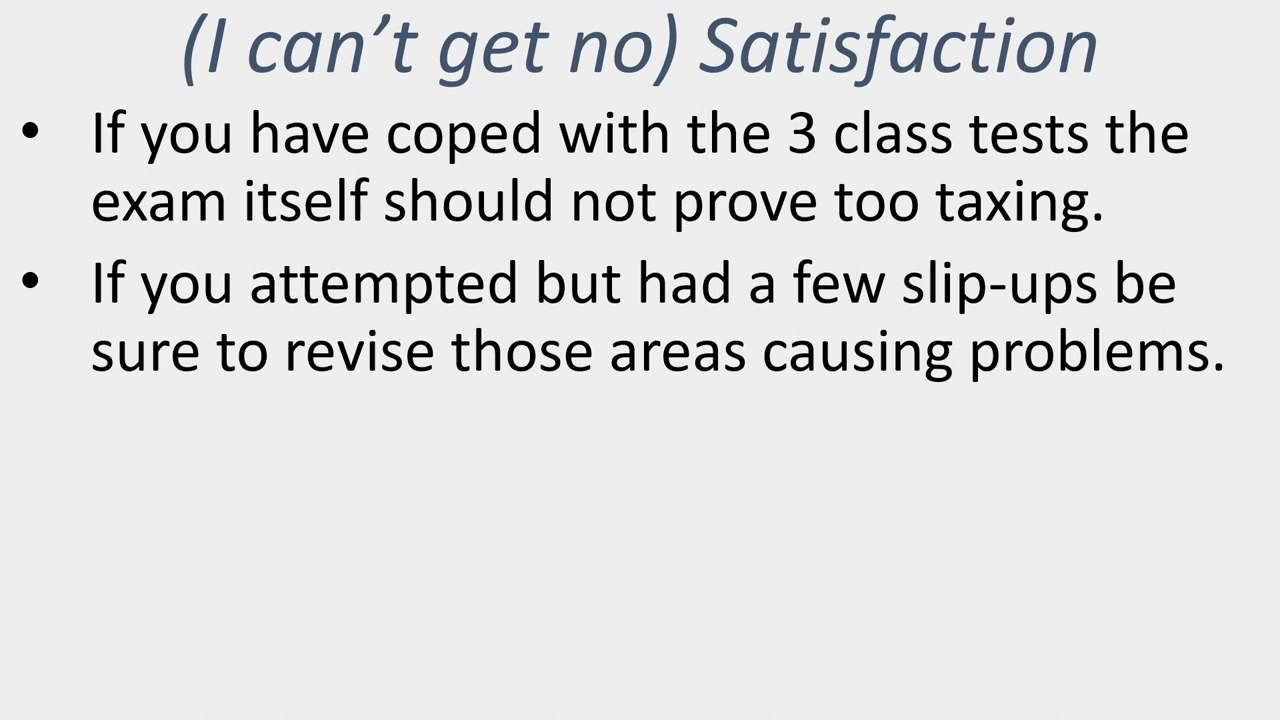 (I can’t get no) Satisfaction
• If you have coped with the 3 class tests the
exam itself should not prove too taxing.
• If you attempted but had a few slip-ups be
sure to revise those areas causing problems.